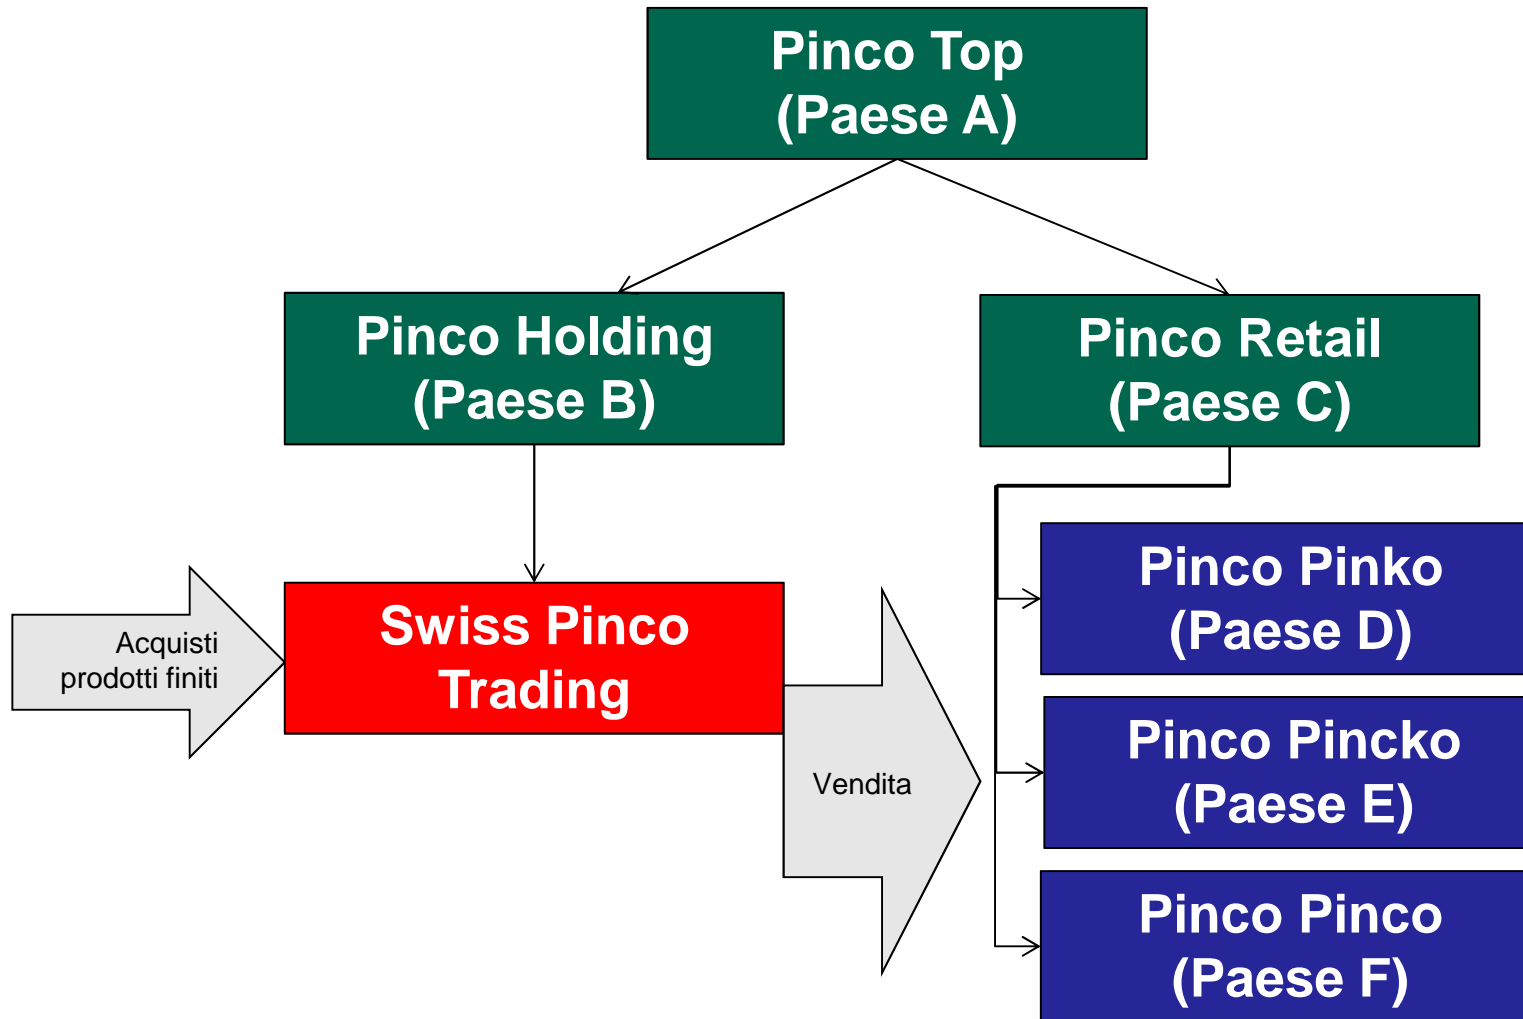 Pinco Top
(Paese A)
Pinco Holding
(Paese B)
Pinco Retail
(Paese C)
Acquisti
prodotti finiti
Swiss Pinco
Trading
Vendita
Pinco Pinko
(Paese D)
Pinco Pincko
(Paese E)
Pinco Pinco
(Paese F)